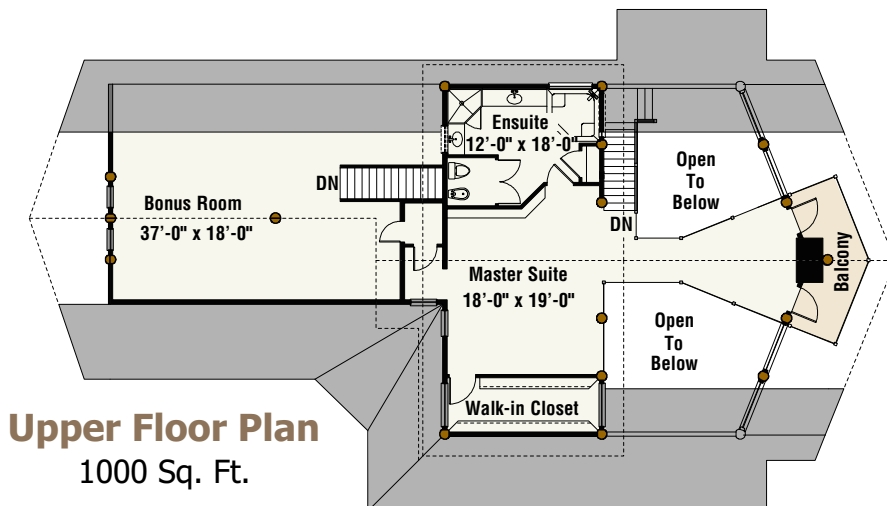 Ensuite
12'-0" x 18'-0"
Open
To
Below
DN
Bonus Room
37'-0" x 18'-0"
DN
Balcony
Master Suite
18'-0" x 19'-0"
Open
To
Below
Walk-in Closet
Upper Floor Plan
1000 Sq. Ft.